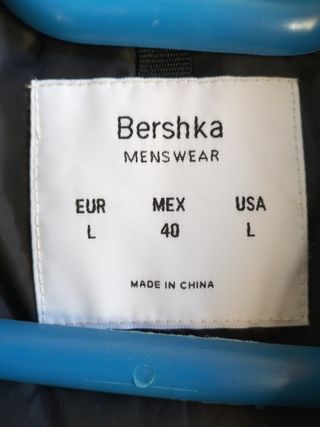 Bershka
MENSWEAR
EUR MEX USA
L 40 L
MADE IN CHINA